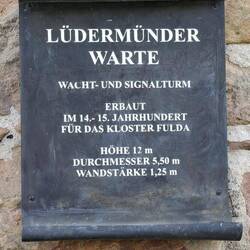 LÜDERMÜNDER
WARTE
WACHT- UND SIGNALTURM
ERBAUT
IM 14.- 15. JAHRHUNDERT
FÜR DAS KLOSTER FULDA
HÖHE 12 m
DURCHMESSER 5,50 m
WANDSTÄRKE 1,25 m